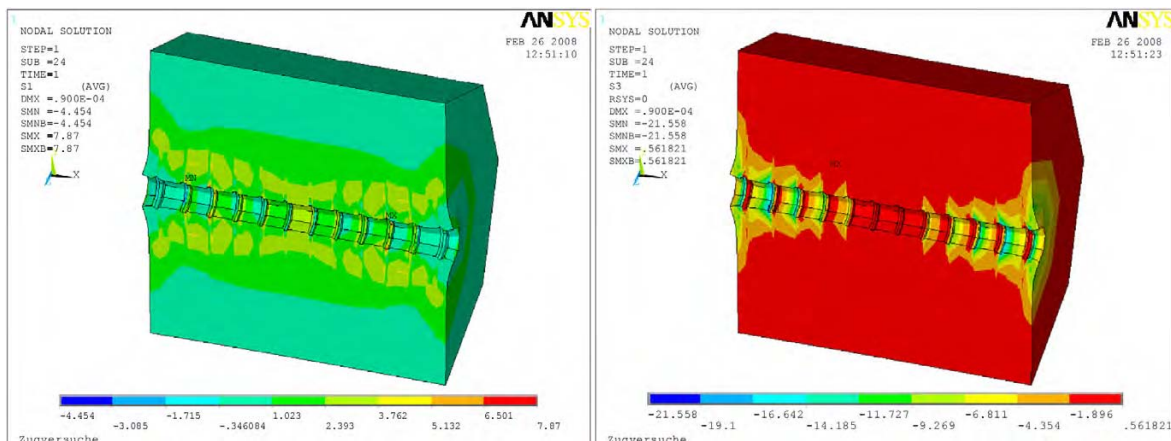 1
ANSYS
NODAL SOLUTION
FEB 26 2008
12:51:10
STEP=1
SUB =24
TIME=1
S1 (AVG)
DMX =.900E-04
SMN =-4.454
SMNB=-4.454
SMX =7.87
SMXB=7.87
X
MN
MX
-4.454 -1.715 1.023 3.762 6.501
-3.085 -.346084 2.393 5.132 7.87
Zugversuche
1
ANSYS
NODAL SOLUTION
FEB 26 2008
12:51:23
STEP=1
SUB =24
TIME=1
S3 (AVG)
RSYS=0
DMX =.900E-04
SMN =-21.558
SMNB=-21.558
SMX =.561821
SMXB=.561821
X
-21.558 -16.642 -11.727 -6.811 -1.896
-19.1 -14.185 -9.269 -4.354 .561821
Zugversuche